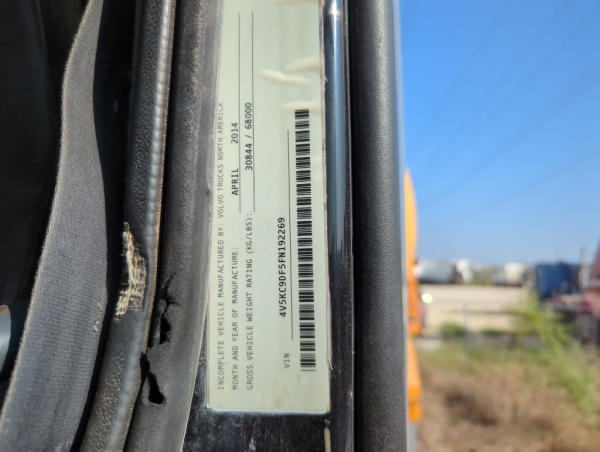 INCOMPLETE VEHICLE MANUFACTURED BY: VOLVO TRUCKS NORTH AMERICA
MONTH AND YEAR OF MANUFACTURE: APRIL 2014
GROSS VEHICLE WEIGHT RATING (KG/LBS): 30844 / 68000
VIN 4V5KC9DF5FN192269